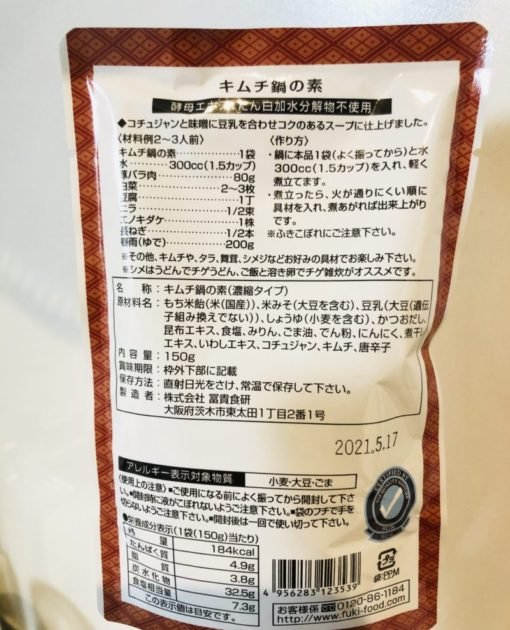 キムチ鍋の素
酵母エキス・たん白加水分解物不使用
◆コチュジャンと味噌に豆乳を合わせコクのあるスープに仕上げました。
〈材料例2〜3人前〉
キムチ鍋の素 1袋
水 300cc(1.5カップ)
豚バラ肉 80g
白菜 2〜3枚
豆腐 1丁
ニラ 1/2束
エノキダケ 1株
長ねぎ 1/2本
春雨(ゆで) 200g
〈作り方〉
・鍋に本品1袋(よく振ってから)と水
300cc(1.5カップ)を入れ、軽く
煮立てます。
・煮立ったら、火が通りにくい順に
具材を入れ、煮あがれば出来上がり
です。
※ふきこぼれにご注意下さい。
※その他、キムチや、タラ、舞茸、シメジなどお好みの具材でお楽しみ下さい。
※シメはうどんでチゲうどん、ご飯と溶き卵でチゲ雑炊がオススメです。
名称:キムチ鍋の素(濃縮タイプ)
原材料名:もち米飴(米(国産))、米みそ(大豆を含む)、豆乳(大豆(遺伝
子組み換えでない))、しょうゆ(小麦を含む)、かつおだし、
昆布エキス、食塩、みりん、ごま油、でん粉、にんにく、煮干し
エキス、いわしエキス、コチュジャン、キムチ、唐辛子
内容量:150g
賞味期限:枠外下部に記載
保存方法:直射日光をさけ、常温で保存して下さい。
製造者:株式会社 冨貴食研
大阪府茨木市東太田1丁目2番1号
2021.5.17
アレルギー表示対象物質 小麦・大豆・ごま
〈使用上の注意〉■ご使用になる前によく振ってから開封して下さ
い。■開封時に液がこぼれないようご注意下さい。■袋のフチで手を
切らないようご注意下さい。■開封後は一回で使い切って下さい。
●栄養成分表示(1袋(150g)当たり)
熱量 184kcal
たんぱく質 4.9g
脂質 3.8g
炭水化物 32.5g
食塩相当量 7.3g
この表示値は目安です。
4 956283 123539
プラ
袋:PP,M
お客様係 0120-86-1184
http://www.fuki-food.com/